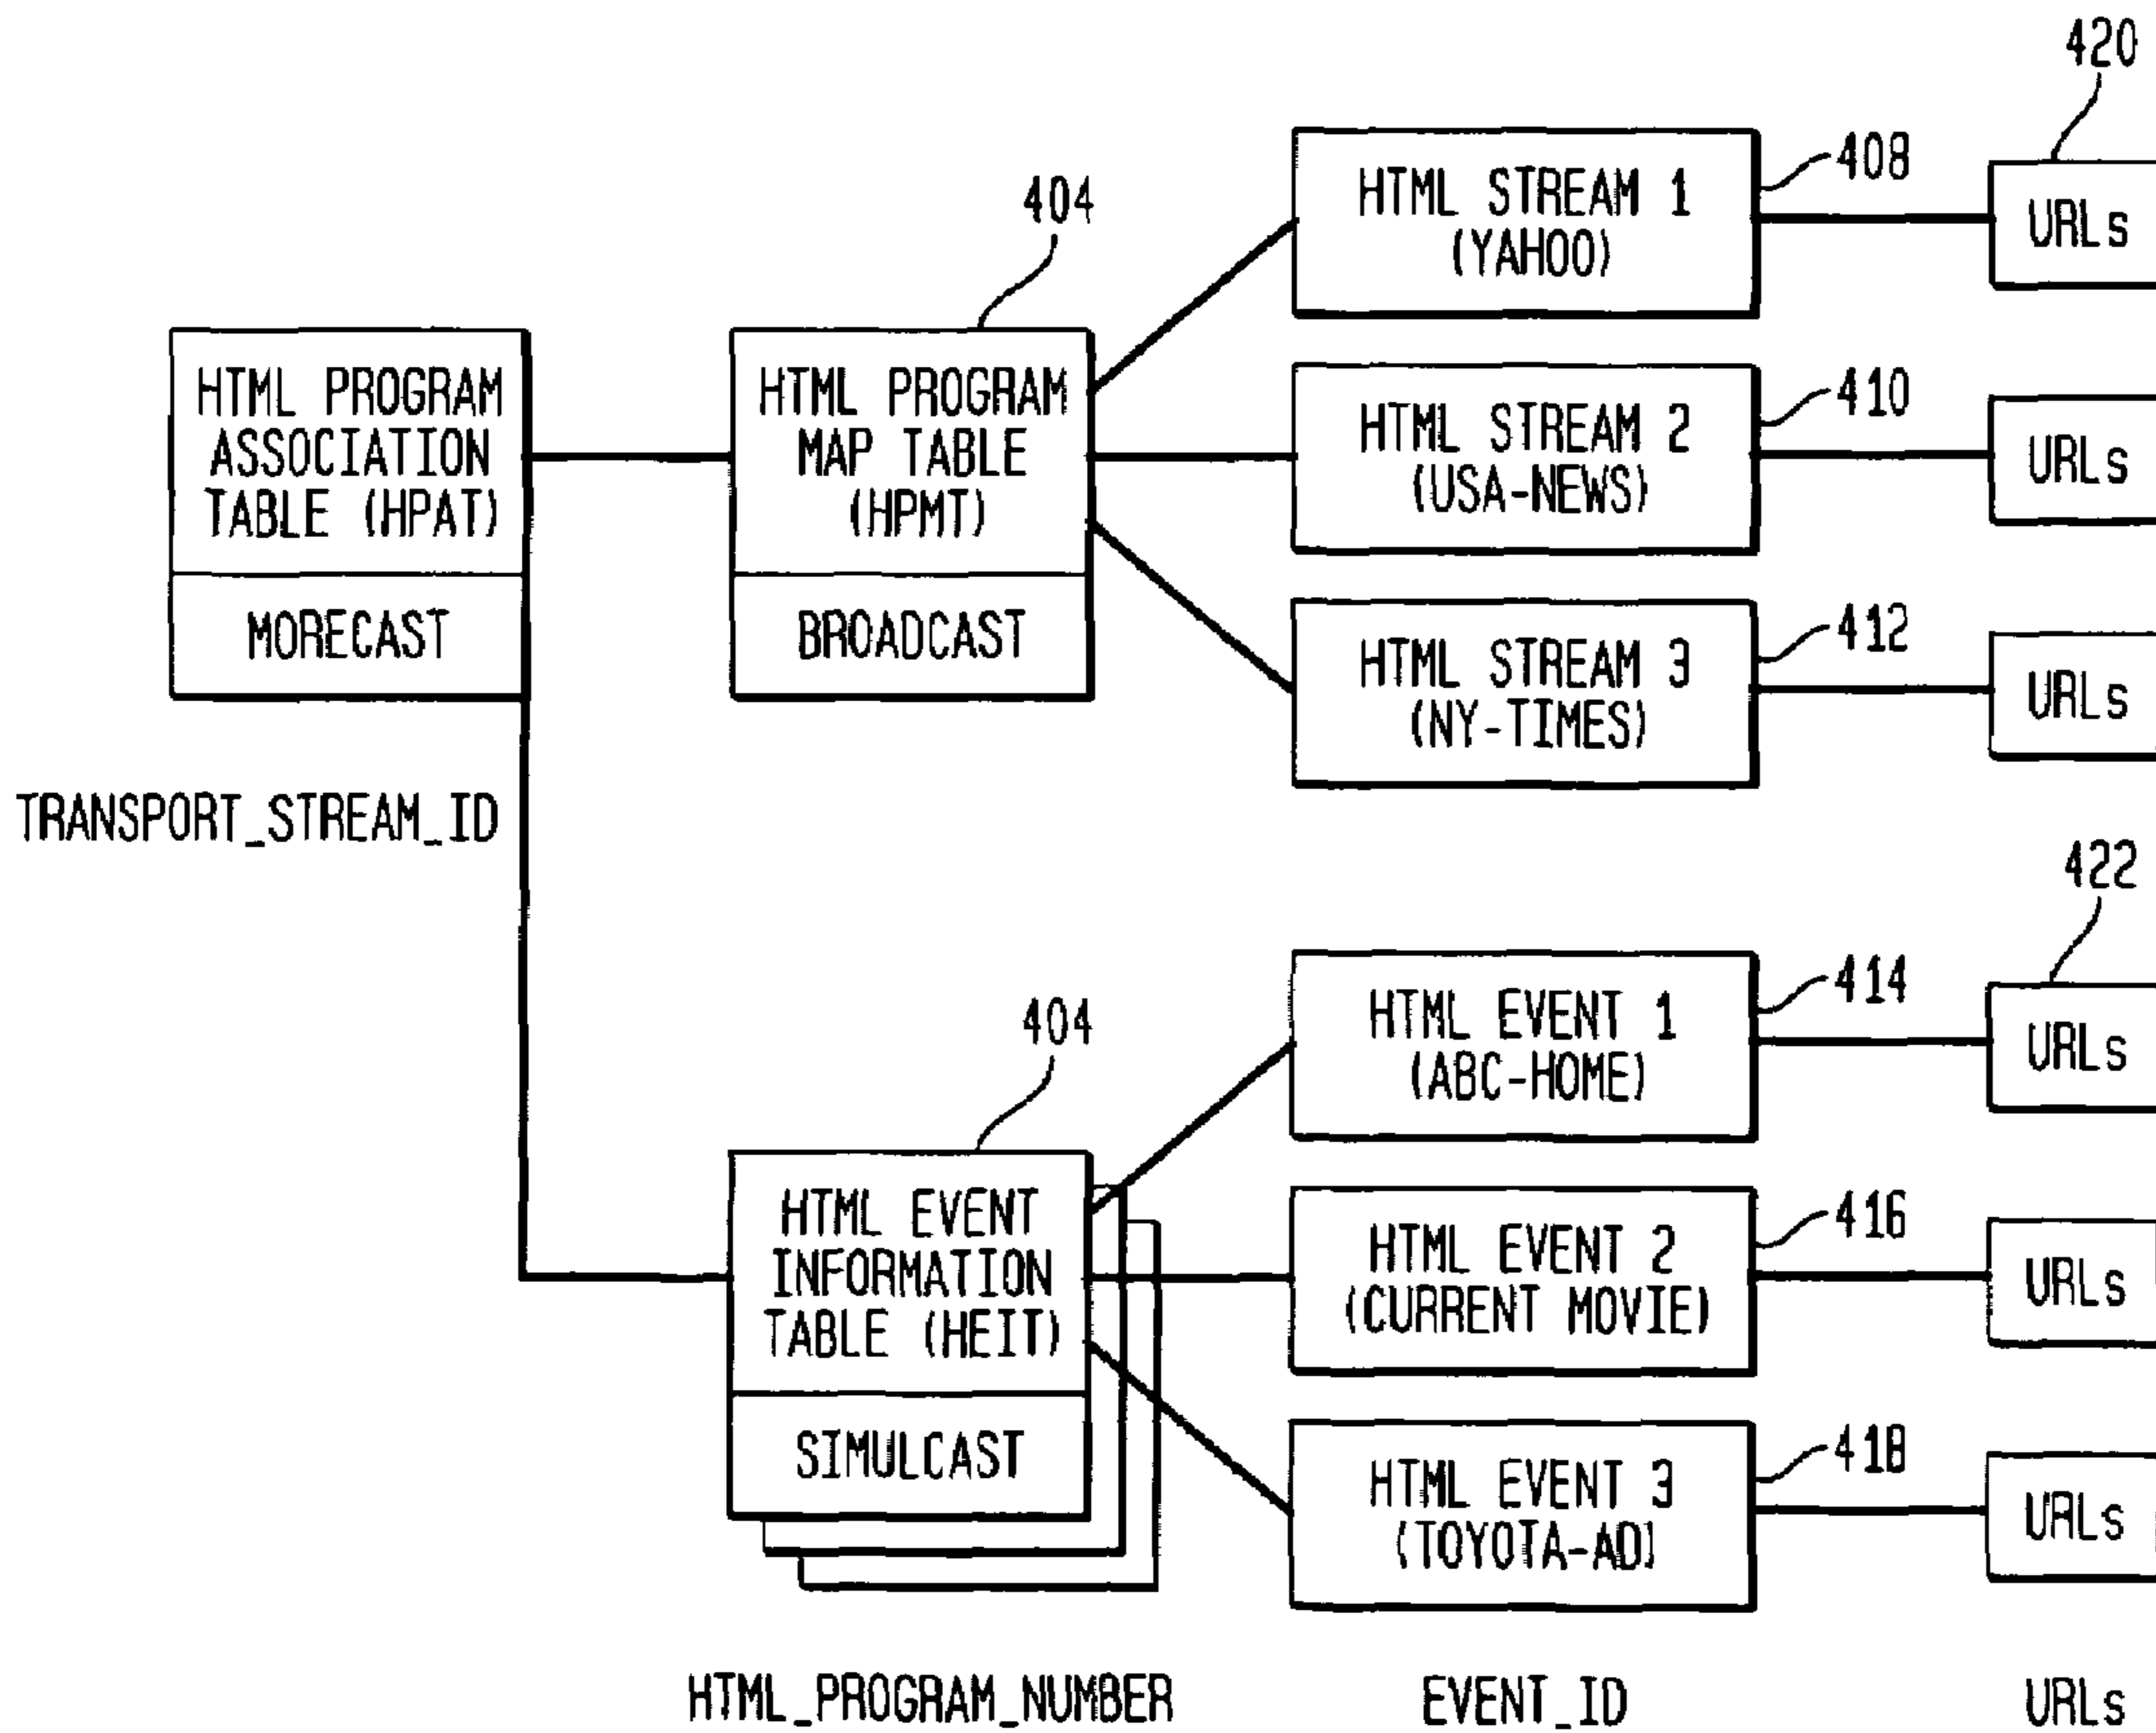 420
408
HTML STREAM 1
(YAHOO)
URLs
404
HTML PROGRAM
ASSOCIATION
TABLE (HPAT)
MORECAST
HTML PROGRAM
MAP TABLE
(HPMT)
BROADCAST
410
HTML STREAM 2
(USA-NEWS)
URLs
412
HTML STREAM 3
(NY-TIMES)
URLs
TRANSPORT_STREAM_ID
422
414
HTML EVENT 1
(ABC-HOME)
URLs
404
HTML EVENT
INFORMATION
TABLE (HEIT)
SIMULCAST
416
HTML EVENT 2
(CURRENT MOVIE)
URLs
418
HTML EVENT 3
(TOYOTA-AD)
URLs
HTML_PROGRAM_NUMBER
EVENT_ID
URLs